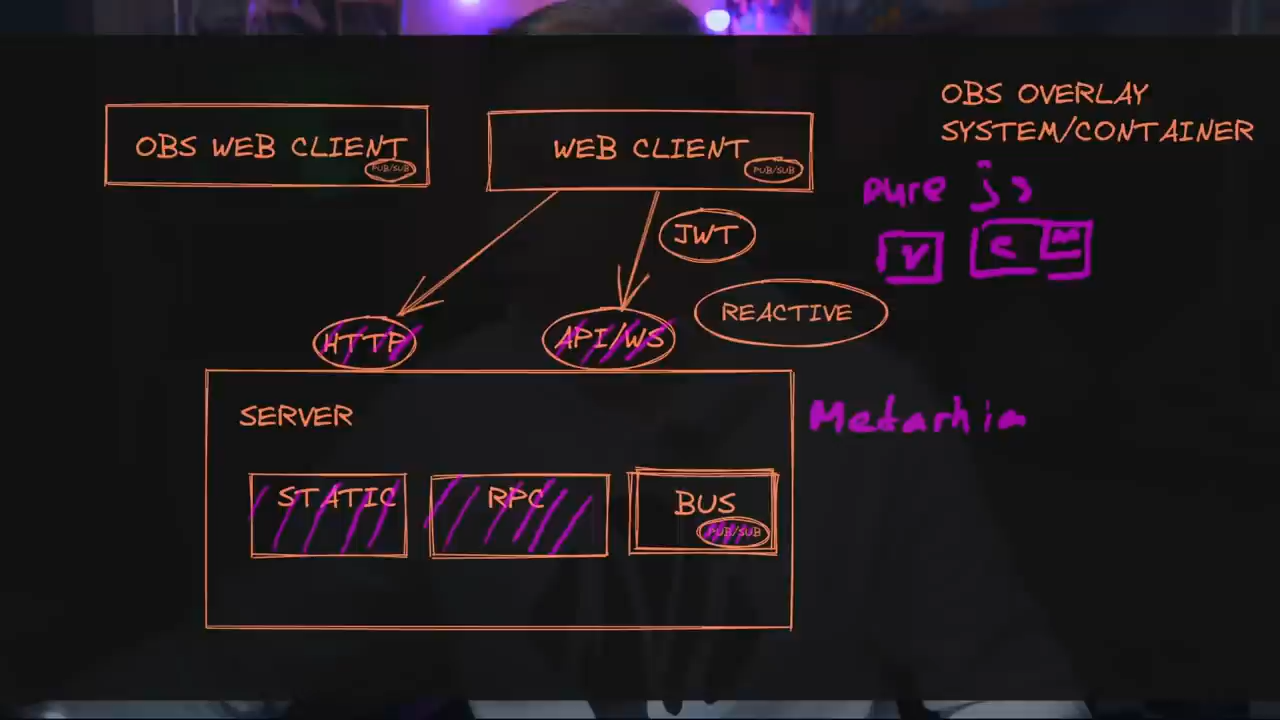 OBS OVERLAY
SYSTEM/CONTAINER
OBS WEB CLIENT
PUB/SUB
WEB CLIENT
PUB/SUB
pure js
V
C
M
JWT
REACTIVE
HTTP
API/WS
SERVER
Metarhia
STATIC
RPC
BUS
PUB/SUB